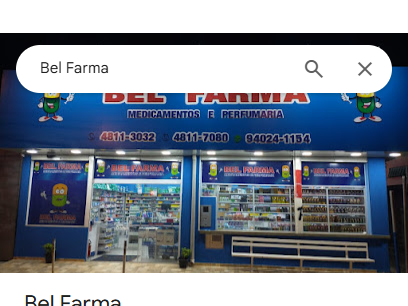 Bel Farma
BEL FARMA
MEDICAMENTOS E PERFUMARIA
4811-3032 4811-7080 94024-1154
BEL FARMA BEL FARMA BEL FARMA BEL FARMA
BEL FARMA
Bel Farma